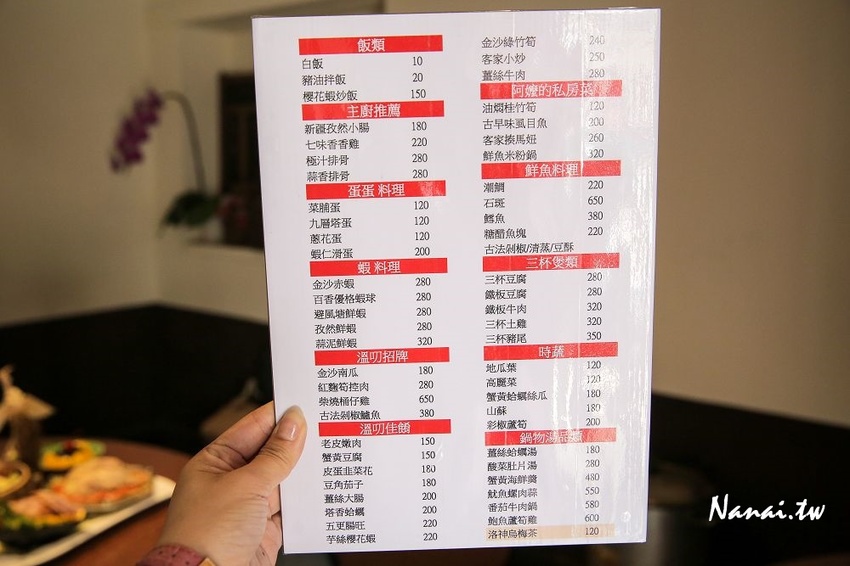 飯類
白飯 10
豬油拌飯 20
櫻花蝦炒飯 150
主廚推薦
新疆孜然小腸 180
七味香香雞 220
極汁排骨 280
蒜香排骨 280
蛋蛋 料理
菜脯蛋 120
九層塔蛋 120
蔥花蛋 120
蝦仁滑蛋 200
蝦 料理
金沙赤蝦 280
百香優格蝦球 280
避風塘鮮蝦 280
孜然鮮蝦 280
蒜泥鮮蝦 320
溫叨招牌
金沙南瓜 180
紅麴筍控肉 280
柴燒桶仔雞 650
古法剁椒鱸魚 380
溫叨佳餚
老皮嫩肉 150
蟹黃豆腐 150
皮蛋韭菜花 180
豆角茄子 180
薑絲大腸 200
塔香蛤蠣 200
五更腸旺 220
芋絲櫻花蝦 220
金沙綠竹筍 240
客家小炒 250
薑絲牛肉 280
阿嬤的私房菜
油燜桂竹筍 120
古早味虱目魚 200
客家揍馬妞 260
鮮魚米粉鍋 320
鮮魚料理
潮鯛 220
石斑 650
鱈魚 380
糖醋魚塊 220
古法剁椒/清蒸/豆酥
三杯煲類
三杯豆腐 280
鐵板豆腐 280
鐵板牛肉 320
三杯土雞 320
三杯豬尾 350
時蔬
地瓜葉 120
高麗菜 120
蟹黃蛤蠣絲瓜 180
山蘇 180
彩椒蘆筍 200
鍋物湯品類
薑絲蛤蠣湯 180
酸菜肚片湯 280
蟹黃海鮮羹 480
魷魚螺肉蒜 550
番茄牛肉鍋 580
鮑魚蘆筍雞 600
洛神烏梅茶 120
Nanai.tw